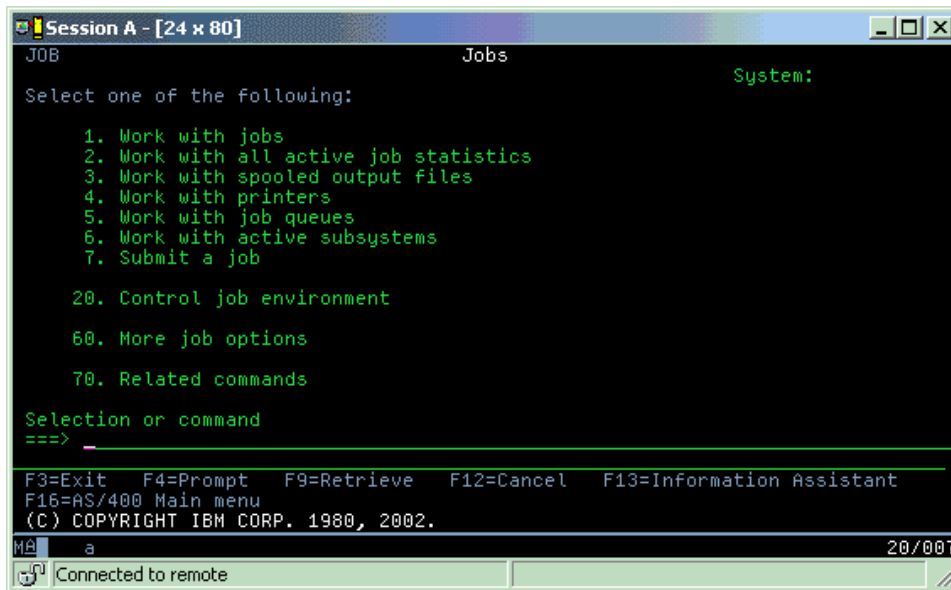 Session A - [24 x 80]
JOB Jobs
System:
Select one of the following:
1. Work with jobs
2. Work with all active job statistics
3. Work with spooled output files
4. Work with printers
5. Work with job queues
6. Work with active subsystems
7. Submit a job
20. Control job environment
60. More job options
70. Related commands
Selection or command
===> _
F3=Exit F4=Prompt F9=Retrieve F12=Cancel F13=Information Assistant
F16=AS/400 Main menu
(C) COPYRIGHT IBM CORP. 1980, 2002.
MA a 20/007
Connected to remote